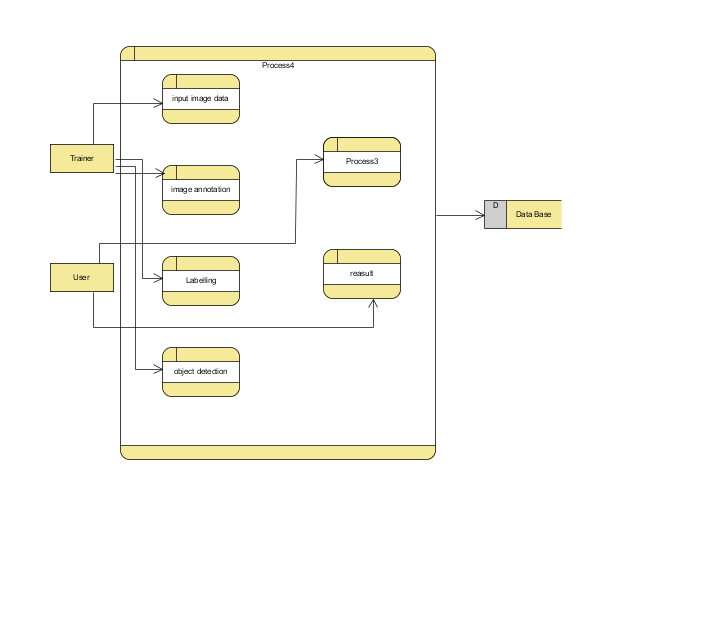 Process4
input image data
Trainer
Process3
image annotation
D
Data Base
User
Labelling
reasult
object detection